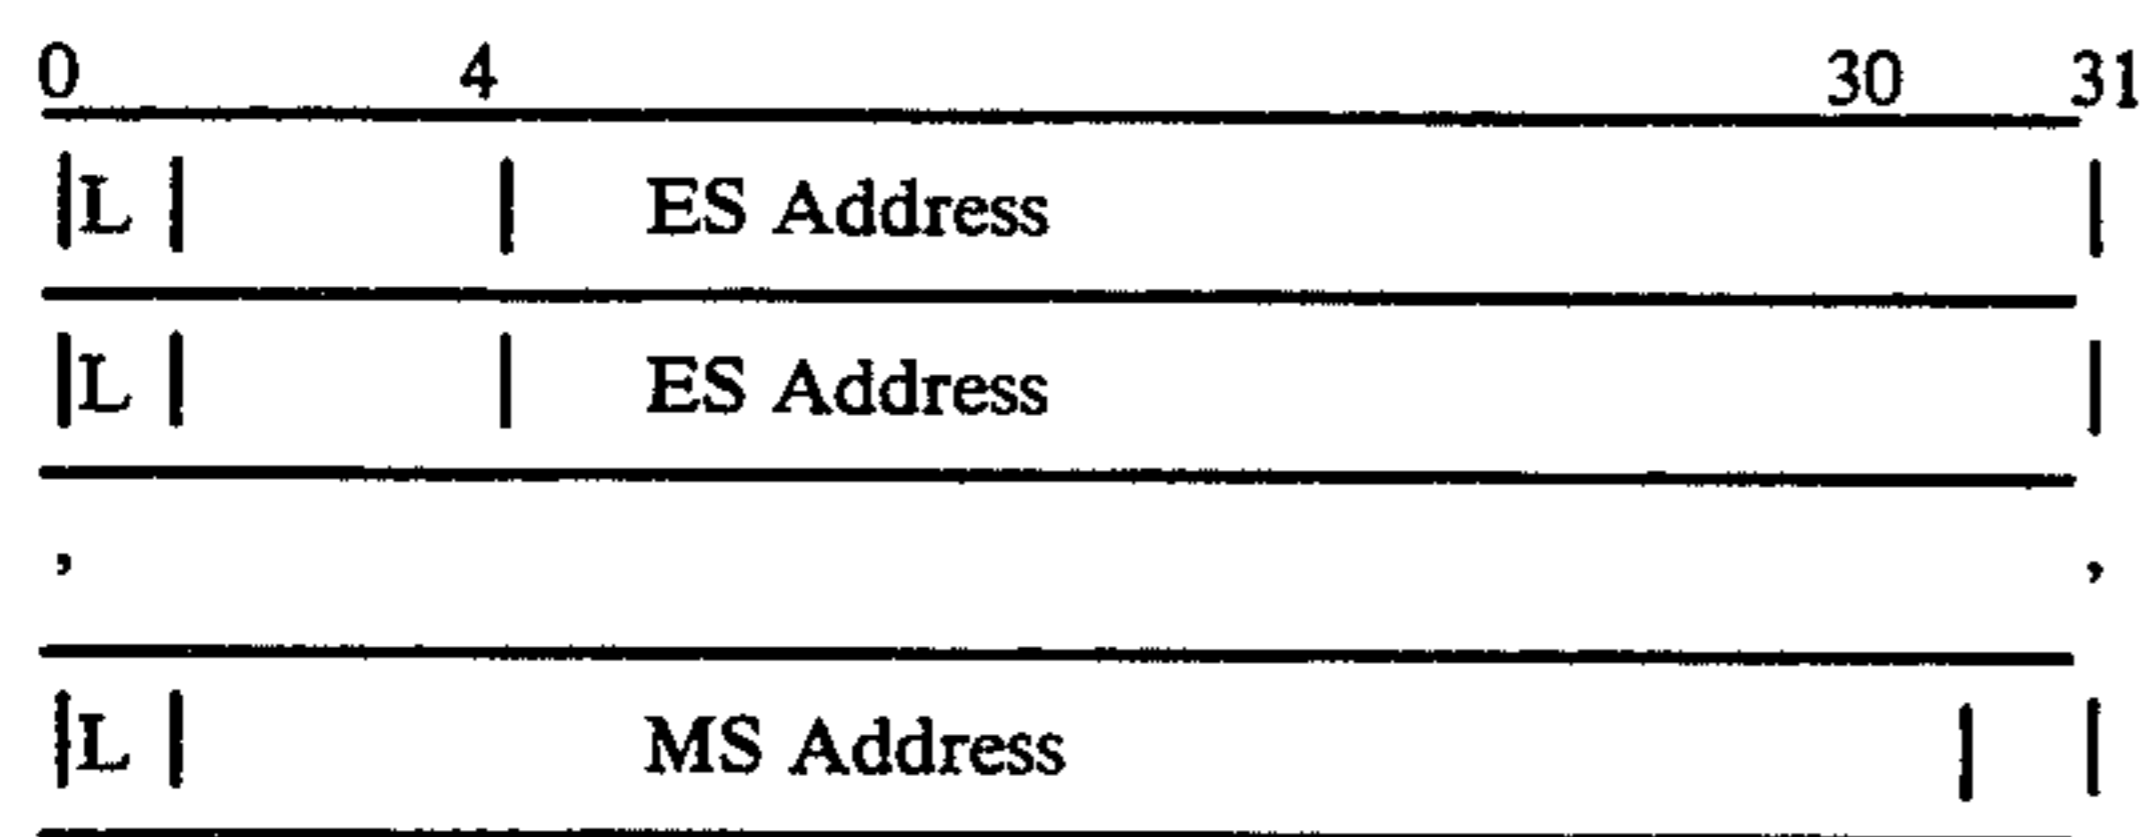 0 4 30 31
|L | | ES Address |
|L | | ES Address |
, ,
|L | MS Address | |